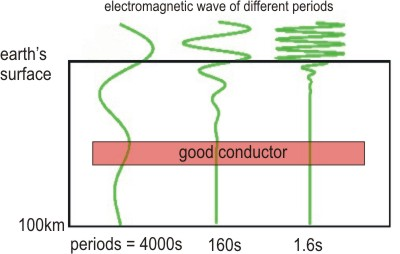 electromagnetic wave of different periods
earth's
surface
good conductor
100km
periods = 4000s 160s 1.6s